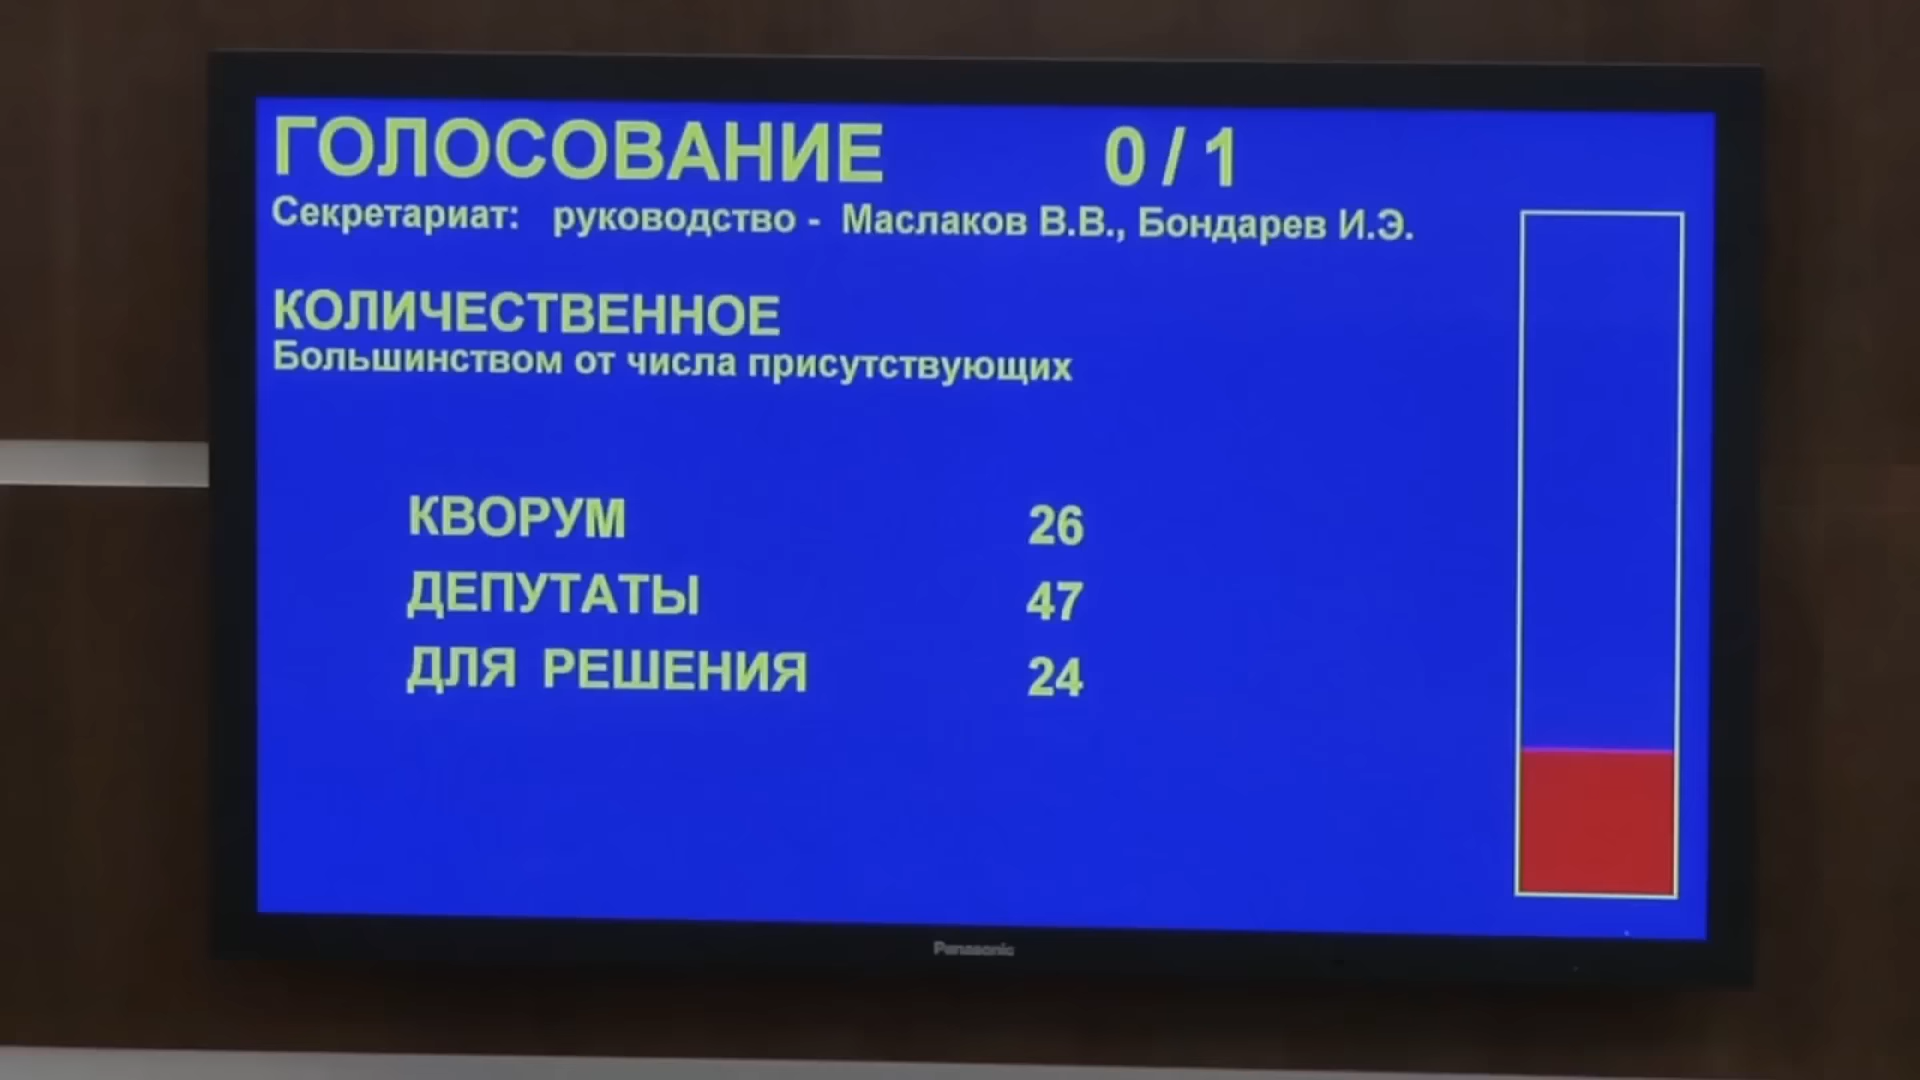 ГОЛОСОВАНИЕ 0 / 1
Секретариат: руководство - Маслаков В.В., Бондарев И.Э.
КОЛИЧЕСТВЕННОЕ
Большинством от числа присутствующих
КВОРУМ 26
ДЕПУТАТЫ 47
ДЛЯ РЕШЕНИЯ 24
Panasonic